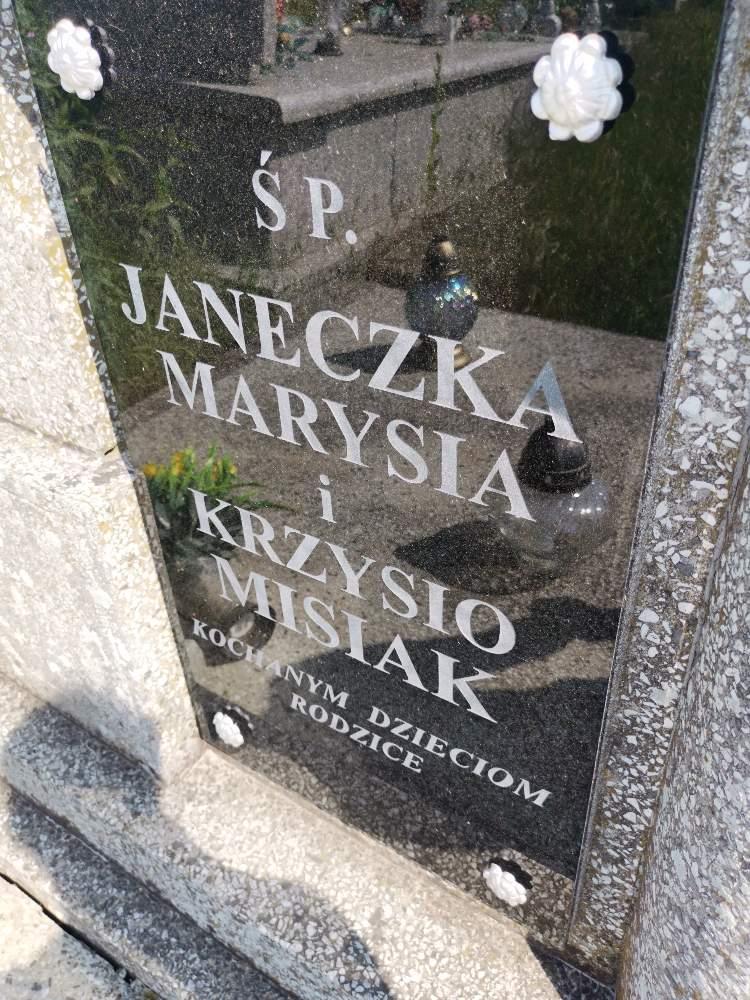 Ś P.
JANECZKA
MARYSIA
i
KRZYSIO
MISIAK
KOCHANYM DZIECIOM
RODZICE